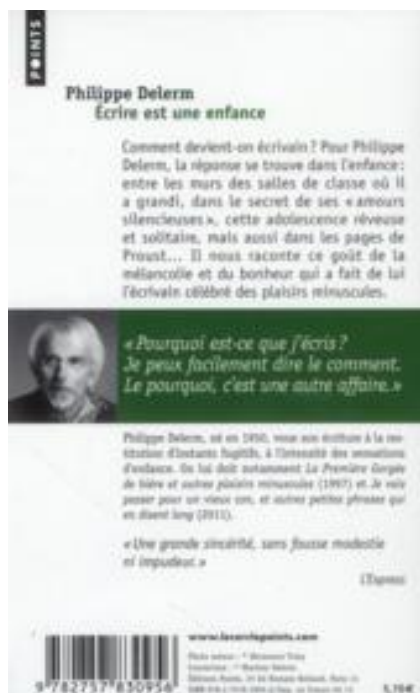 POINTS
Philippe Delerm
Écrire est une enfance
Comment devient-on écrivain ? Pour Philippe
Delerm, la réponse se trouve dans l'enfance :
entre les murs des salles de classe où il
a grandi, dans le secret de ses « amours
silencieuses », cette adolescence rêveuse
et solitaire, mais aussi dans les pages de
Proust... Il nous raconte ce goût de la
mélancolie et du bonheur qui a fait de lui
l'écrivain célébré des plaisirs minuscules.
« Pourquoi est-ce que j'écris ?
Je peux facilement dire le comment.
Le pourquoi, c'est une autre affaire. »
Philippe Delerm, né en 1950, voue son écriture à la res-
titution d'instants fugitifs, à l'intensité des sensations
d'enfance. On lui doit notamment La Première Gorgée
de bière et autres plaisirs minuscules (1997) et Je vais
passer pour un vieux con, et autres petites phrases qui
en disent long (2011).
« Une grande sincérité, sans fausse modestie
ni impudeur. »
L'Express
www.lecerclepoints.com
9 782757 830956